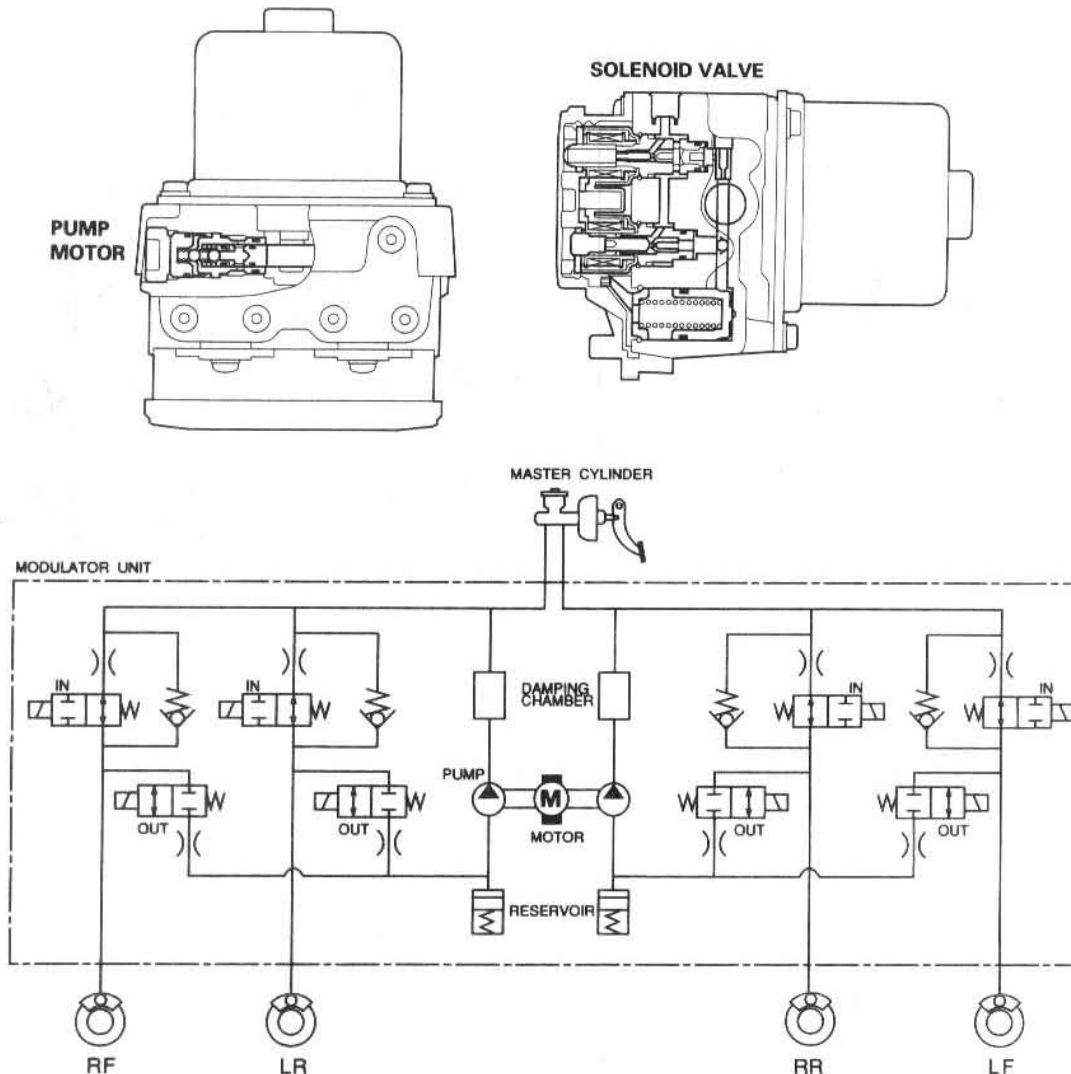 SOLENOID VALVE
PUMP
MOTOR
MASTER CYLINDER
MODULATOR UNIT
IN
IN
IN
IN
DAMPING
CHAMBER
PUMP
M
OUT
OUT
MOTOR
OUT
OUT
RESERVOIR
RF
LR
RR
LF